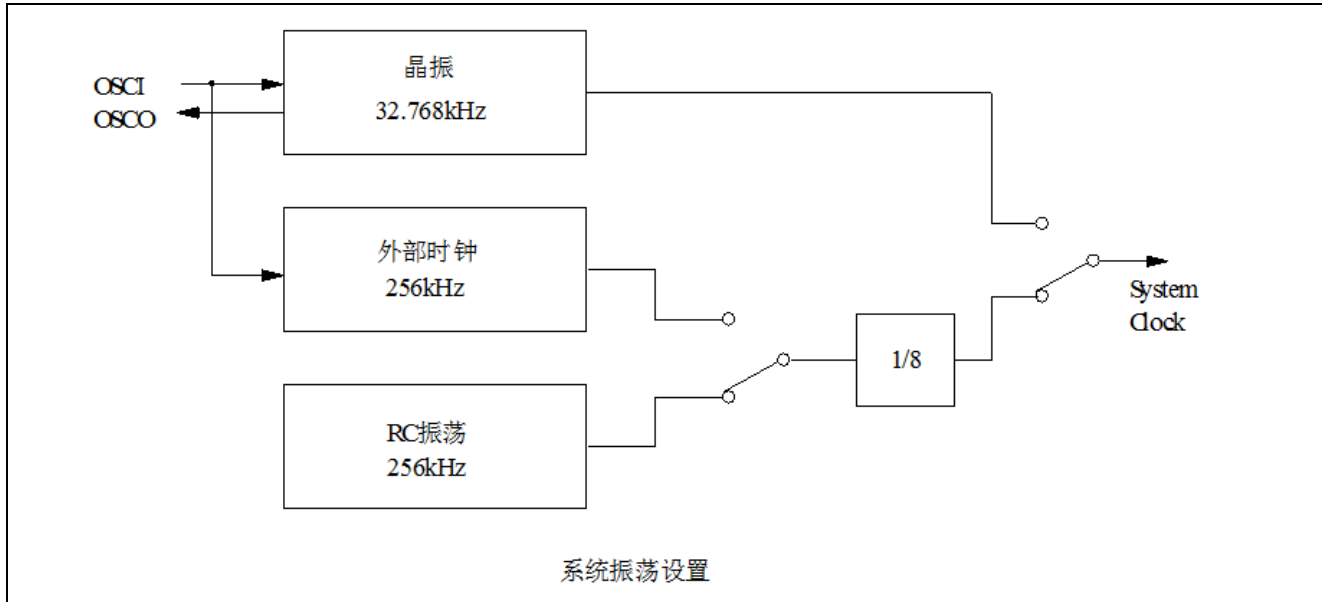 OSCI
OSCO
晶振
32.768kHz
外部时钟
256kHz
RC振荡
256kHz
1/8
System
Clock
系统振荡设置